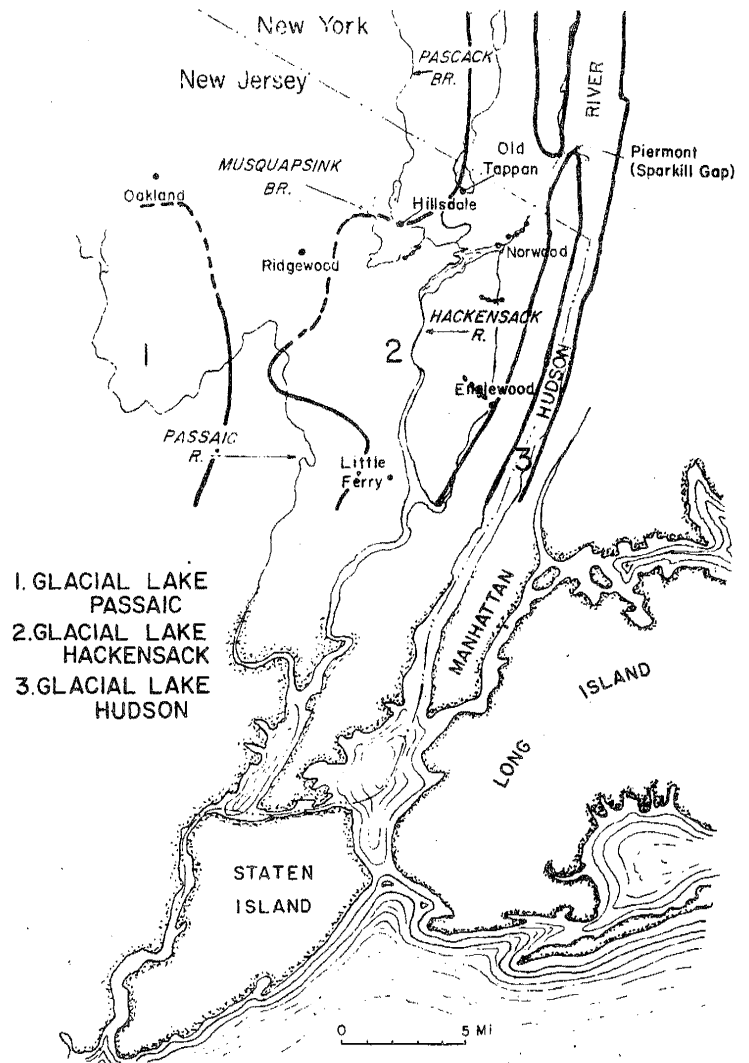 New York
New Jersey
PASCACK
BR.
RIVER
Old
Tappan
Piermont
(Sparkill Gap)
MUSQUAPSINK
BR.
Oakland
Hillsdale
Ridgewood
Norwood
1
2
HACKENSACK
R.
HUDSON
Englewood
3
PASSAIC
R.
Little
Ferry
1. GLACIAL LAKE
PASSAIC
2. GLACIAL LAKE
HACKENSACK
3. GLACIAL LAKE
HUDSON
MANHATTAN
LONG
ISLAND
STATEN
ISLAND
0 5 Mi